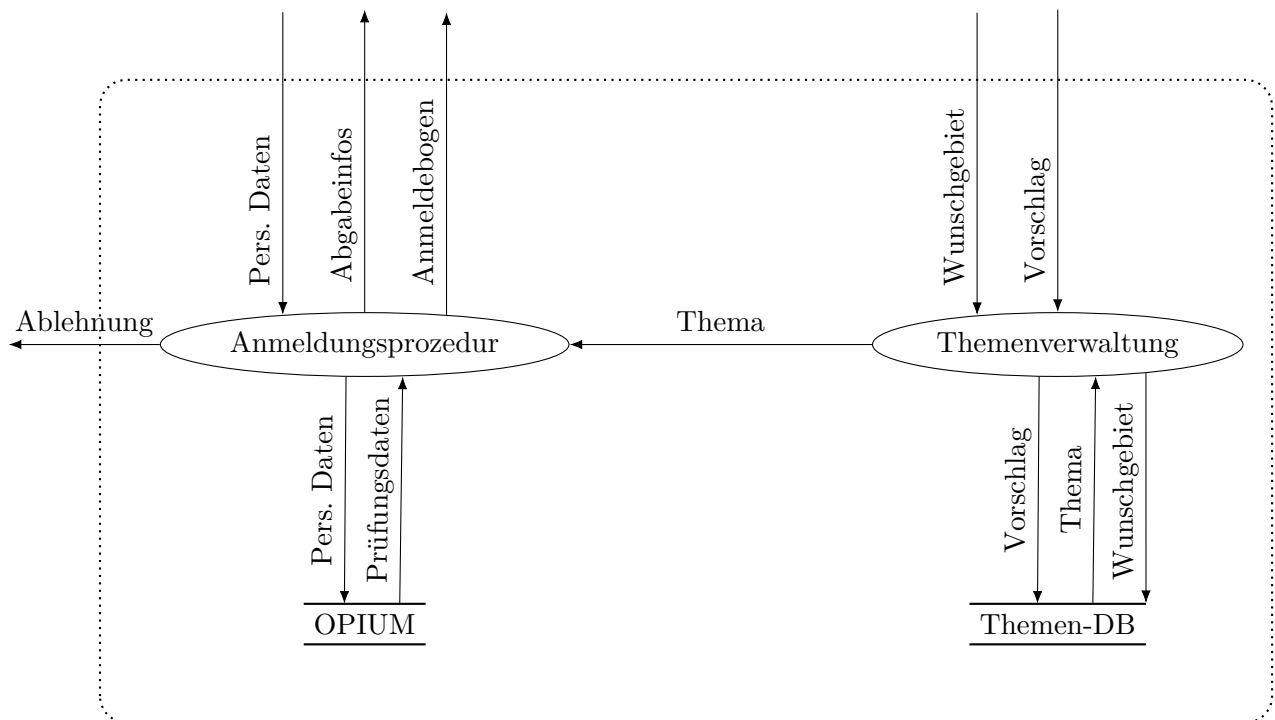 Pers. Daten
Abgabeinfos
Anmeldebogen
Wunschgebiet
Vorschlag
Ablehnung
Anmeldungsprozedur
Thema
Themenverwaltung
Pers. Daten
Prüfungsdaten
Vorschlag
Thema
Wunschgebiet
OPIUM
Themen-DB